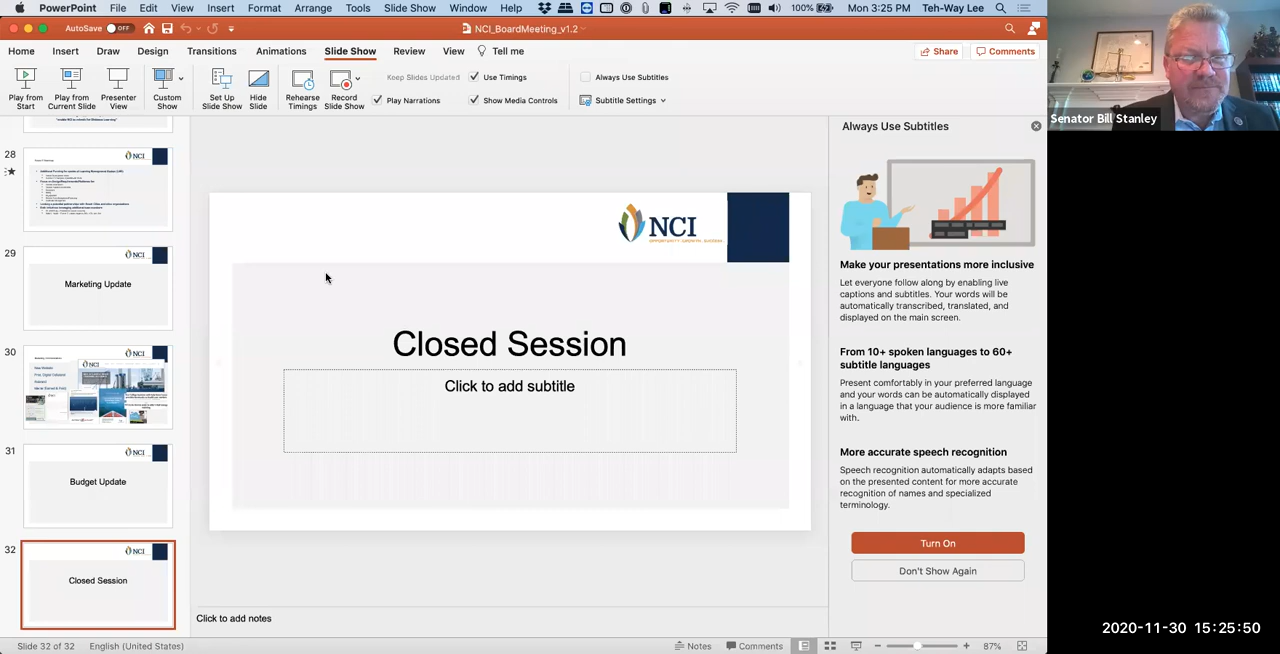 PowerPoint File Edit View Insert Format Arrange Tools Slide Show Window Help 100% Mon 3:25 PM Teh-Way Lee
AutoSave OFF NCI_BoardMeeting_v1.2
Home Insert Draw Design Transitions Animations Slide Show Review View Tell me Share Comments
Play from Start
Play from Current Slide
Presenter View
Custom Show
Set Up Slide Show
Hide Slide
Rehearse Timings
Record Slide Show
Keep Slides Updated
Use Timings
Play Narrations
Show Media Controls
Always Use Subtitles
Subtitle Settings
Senator Bill Stanley
28
NCI
29
NCI
Marketing Update
30
NCI
NCI
31
NCI
Budget Update
32
NCI
Closed Session
NCI
OPPORTUNITY. GROWTH. SUCCESS.
Closed Session
Click to add subtitle
Click to add notes
Always Use Subtitles
Make your presentations more inclusive
Let everyone follow along by enabling live
captions and subtitles. Your words will be
automatically transcribed, translated, and
displayed on the main screen.
From 10+ spoken languages to 60+
subtitle languages
Present comfortably in your preferred language
and your words can be automatically displayed
in a language that your audience is more familiar
with.
More accurate speech recognition
Speech recognition automatically adapts based
on the presented content for more accurate
recognition of names and specialized
terminology.
Turn On
Don't Show Again
Slide 32 of 32 English (United States) Notes Comments 87%
2020-11-30 15:25:50